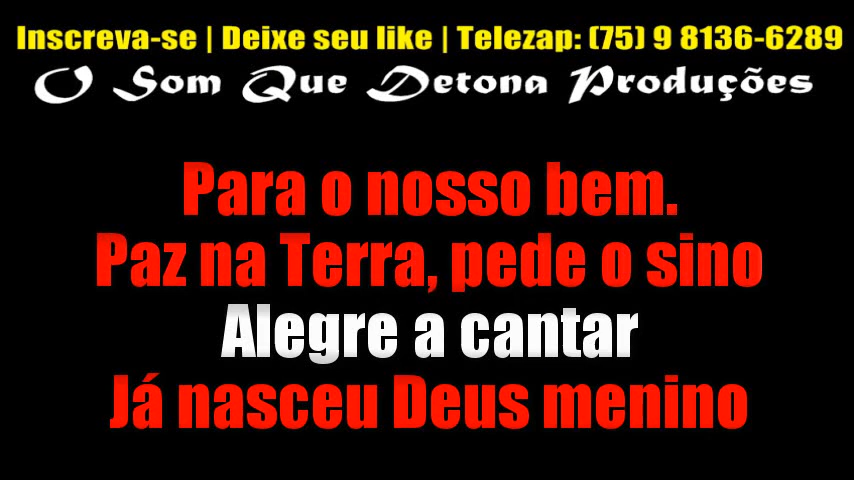 Inscreva-se | Deixe seu like | Telezap: (75) 9 8136-6289
O Som Que Detona Produções
Para o nosso bem.
Paz na Terra, pede o sino
Alegre a cantar
Já nasceu Deus menino